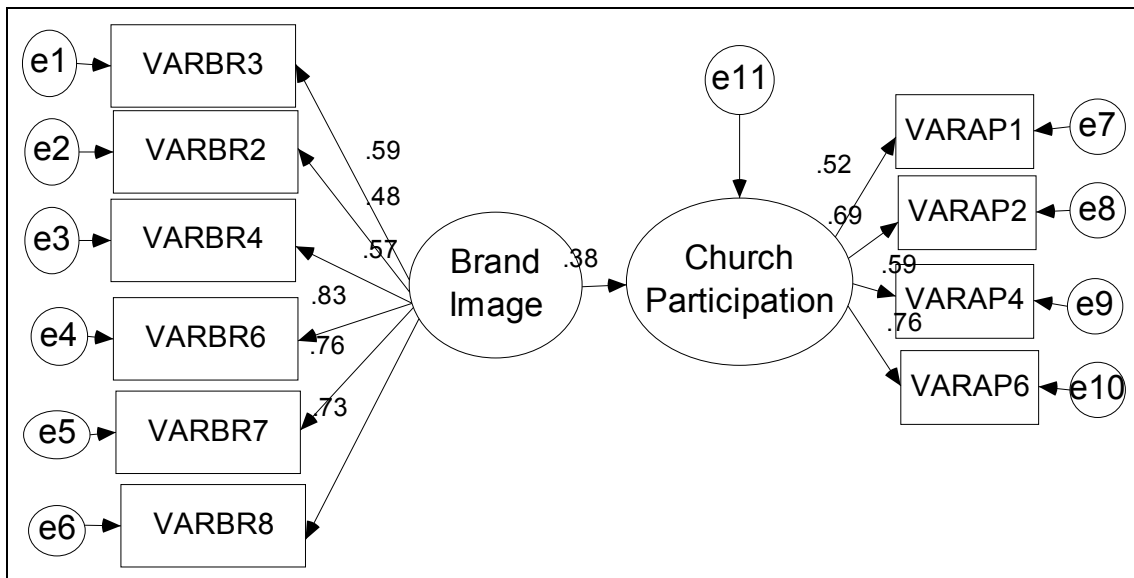 e1
VARBR3
e2
VARBR2
e3
VARBR4
e4
VARBR6
e5
VARBR7
e6
VARBR8
.59
.48
.57
.83
.76
.73
Brand
Image
.38
e11
Church
Participation
.52
.69
.59
.76
VARAP1
e7
VARAP2
e8
VARAP4
e9
VARAP6
e10